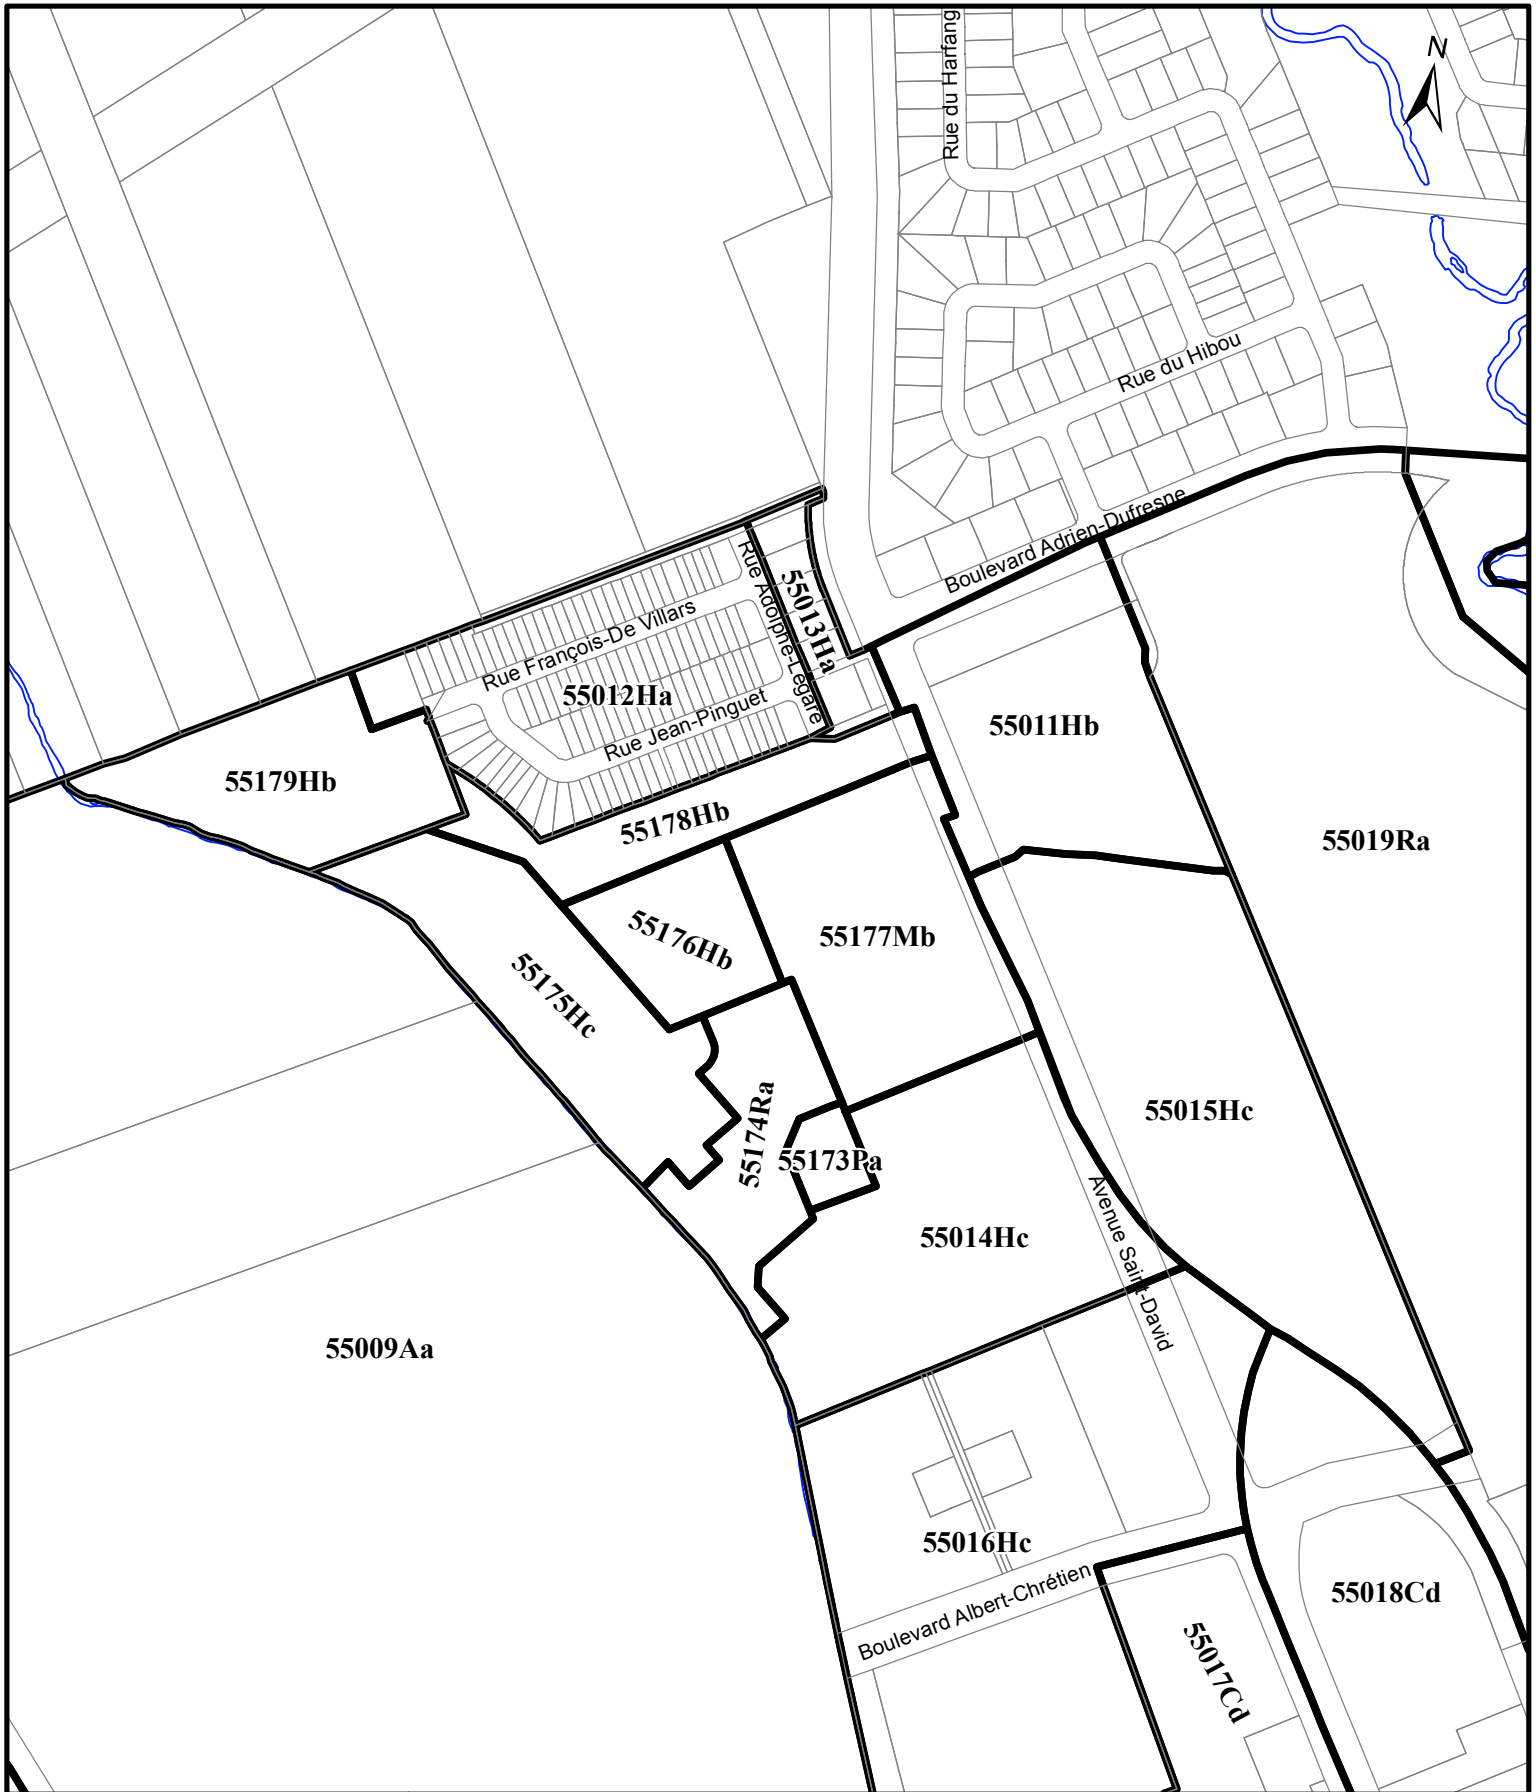 Rue du Harfang
N
Rue du Hibou
Boulevard Adrien-Dufresne
Rue Adolphe-Légaré
55013Ha
Rue François-De Villars
55012Ha
Rue Jean-Pinguet
55011Hb
55179Hb
55178Hb
55019Ra
55176Hb
55177Mb
55175Hc
55174Ra
55173Pa
55015Hc
55014Hc
Avenue Saint-David
55009Aa
55016Hc
Boulevard Albert-Chrétien
55018Cd
55017Cd